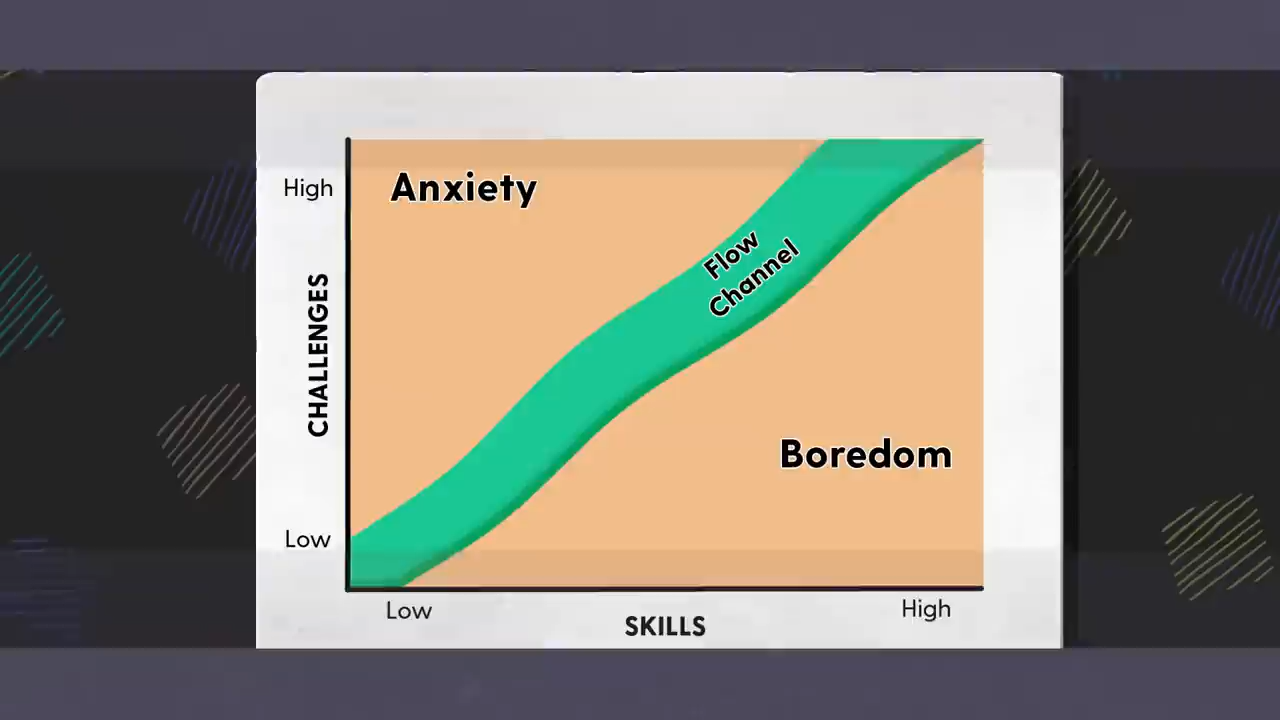 High
Anxiety
Flow
Channel
CHALLENGES
Boredom
Low
Low
High
SKILLS